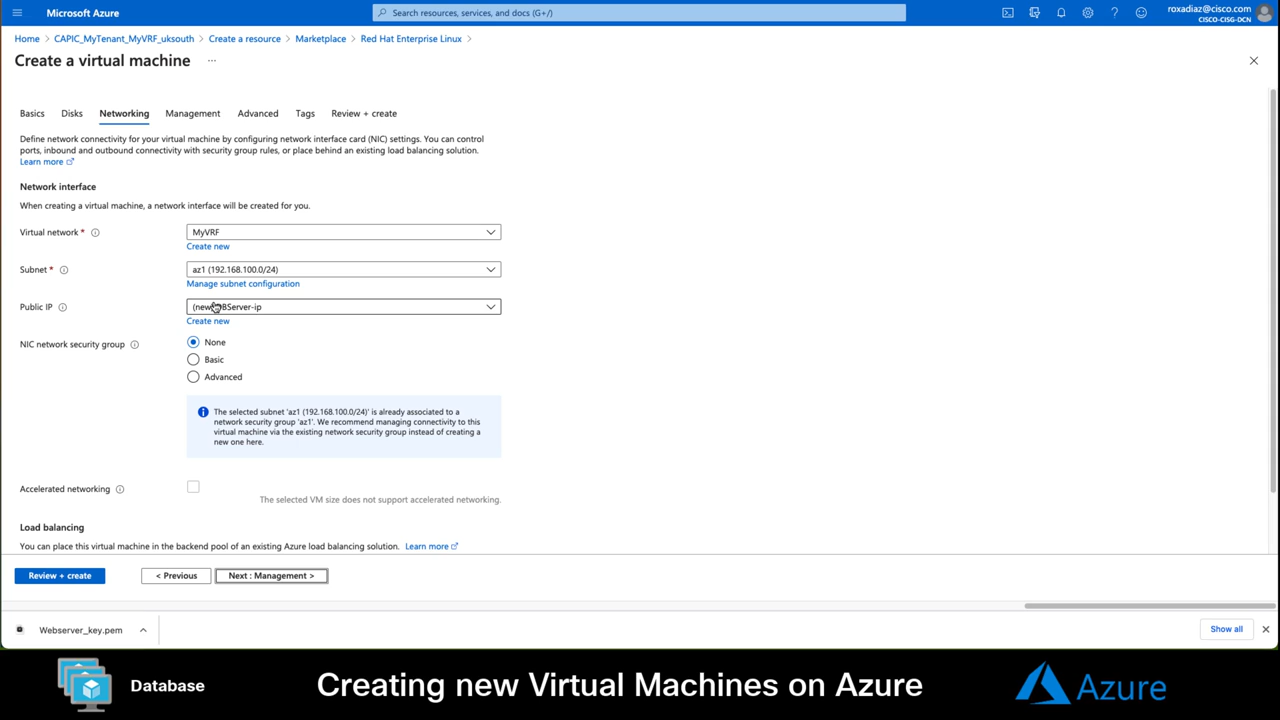 Microsoft Azure
Search resources, services, and docs (G+/)
roxadiaz@cisco.com
CISCO-CISG-DCN
Home > CAPIC_MyTenant_MyVRF_uksouth > Create a resource > Marketplace > Red Hat Enterprise Linux >
Create a virtual machine ...
Basics Disks Networking Management Advanced Tags Review + create
Define network connectivity for your virtual machine by configuring network interface card (NIC) settings. You can control
ports, inbound and outbound connectivity with security group rules, or place behind an existing load balancing solution.
Learn more
Network interface
When creating a virtual machine, a network interface will be created for you.
Virtual network *
MyVRF
Create new
Subnet *
az1 (192.168.100.0/24)
Manage subnet configuration
Public IP
Create new
NIC network security group
None
Basic
Advanced
The selected subnet 'az1 (192.168.100.0/24)' is already associated to a
network security group 'az1'. We recommend managing connectivity to this
virtual machine via the existing network security group instead of creating a
new one here.
Accelerated networking
The selected VM size does not support accelerated networking.
Load balancing
You can place this virtual machine in the backend pool of an existing Azure load balancing solution. Learn more
Review + create
< Previous
Next : Management >
Webserver_key.pem
Show all
Database
Creating new Virtual Machines on Azure
Azure